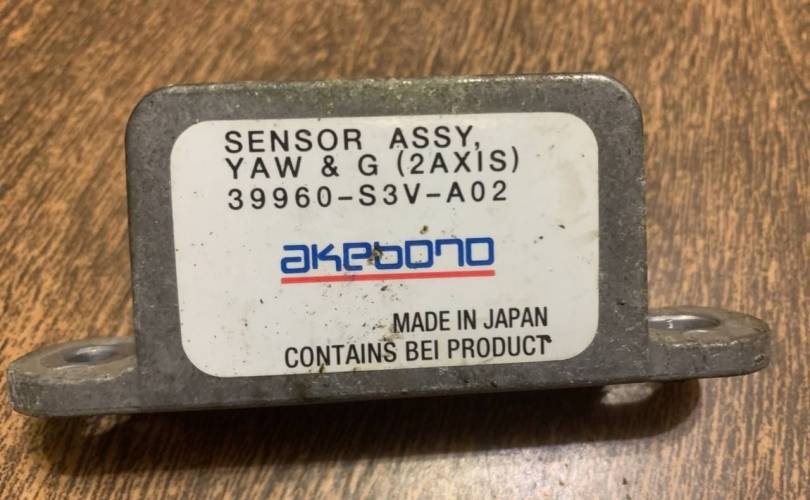 SENSOR ASSY,
YAW & G (2AXIS)
39960-S3V-A02
akebono
MADE IN JAPAN
CONTAINS BEI PRODUCT